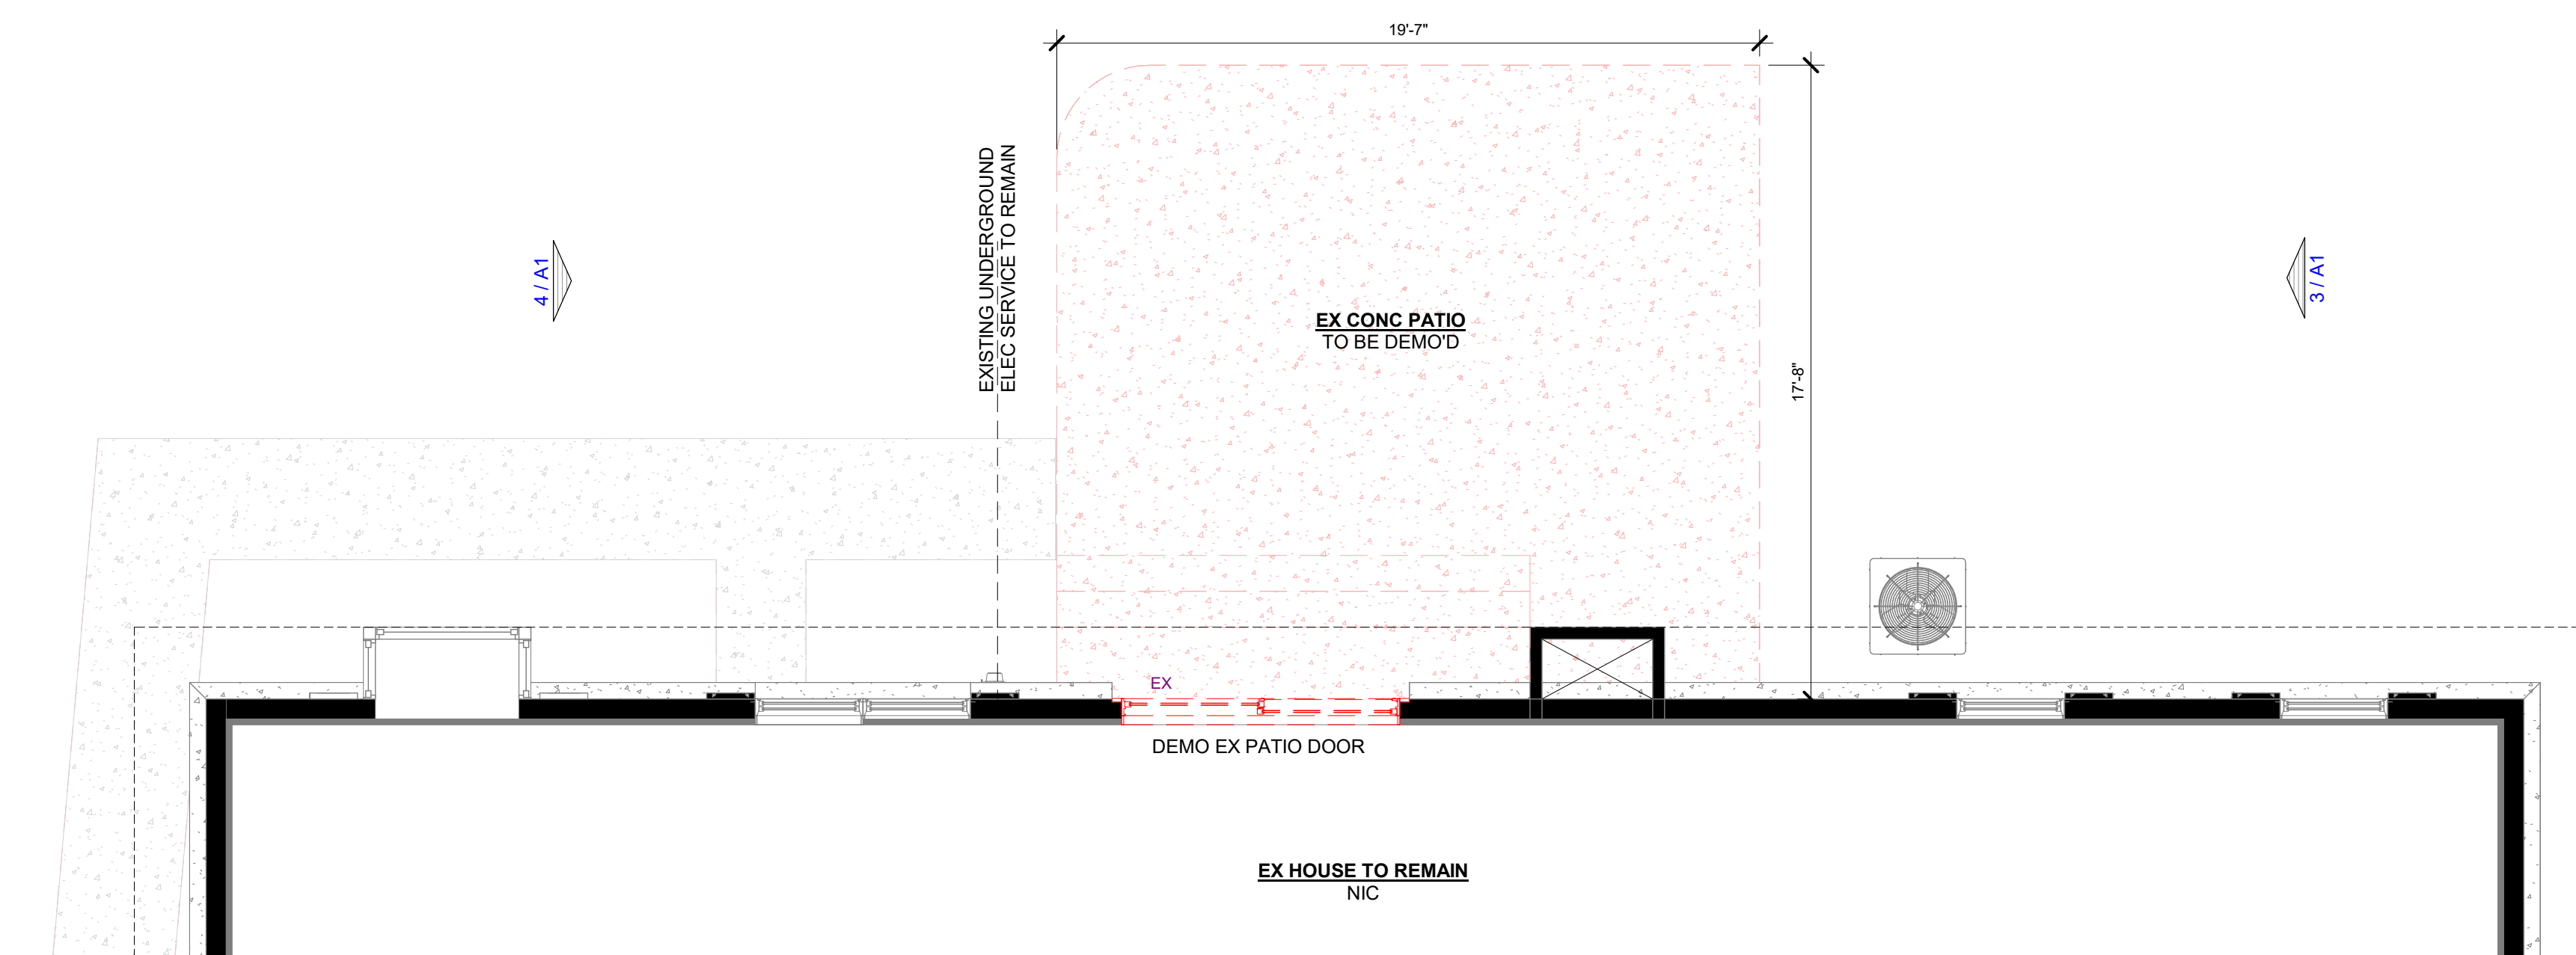 19'-7"
EXISTING UNDERGROUND
ELEC SERVICE TO REMAIN
4 / A1
3 / A1
EX CONC PATIO
TO BE DEMO'D
17'-8"
EX
DEMO EX PATIO DOOR
EX HOUSE TO REMAIN
NIC